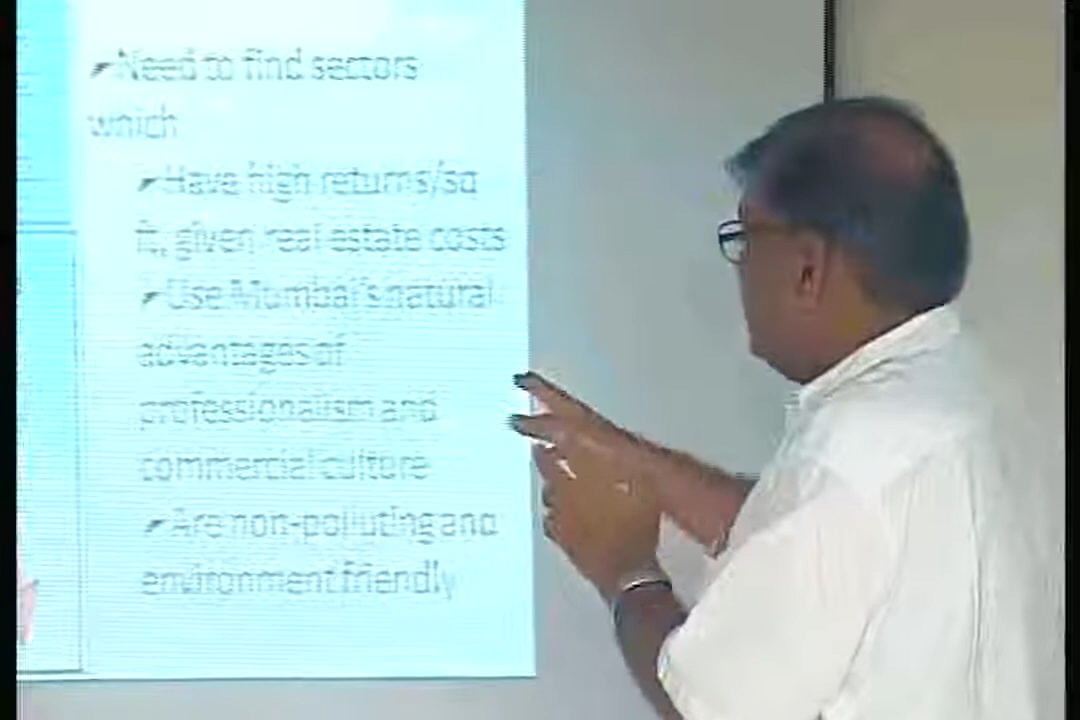 Need to find sectors
which
Have high returns/sq
ft, given real estate costs
Use Mumbai's natural
advantages of
professionalism and
commercial culture
Are non-polluting and
environment friendly